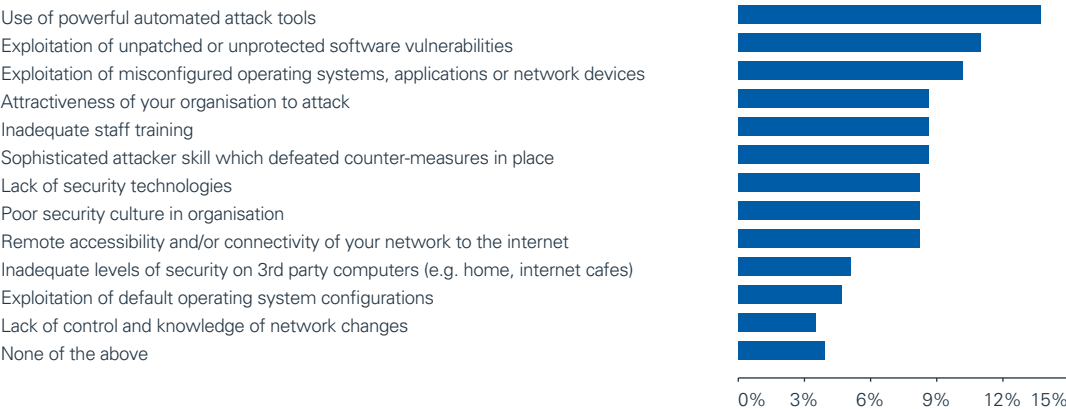 Use of powerful automated attack tools
Exploitation of unpatched or unprotected software vulnerabilities
Exploitation of misconfigured operating systems, applications or network devices
Attractiveness of your organisation to attack
Inadequate staff training
Sophisticated attacker skill which defeated counter-measures in place
Lack of security technologies
Poor security culture in organisation
Remote accessibility and/or connectivity of your network to the internet
Inadequate levels of security on 3rd party computers (e.g. home, internet cafes)
Exploitation of default operating system configurations
Lack of control and knowledge of network changes
None of the above
0% 3% 6% 9% 12% 15%